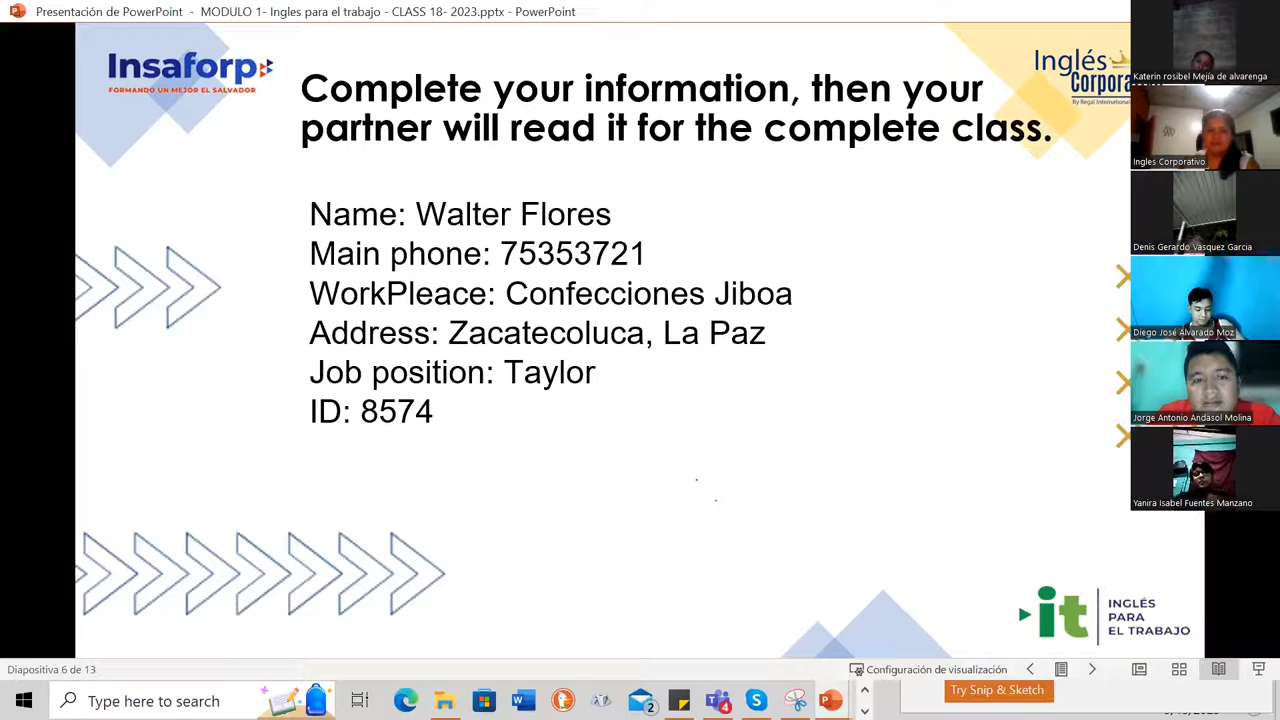 Presentación de PowerPoint - MODULO 1- Ingles para el trabajo - CLASS 18- 2023.pptx - PowerPoint
Insaforp
FORMANDO UN MEJOR EL SALVADOR
Complete your information, then your
partner will read it for the complete class.
Inglés
By Regal International
Name: Walter Flores
Main phone: 75353721
WorkPleace: Confecciones Jiboa
Address: Zacatecoluca, La Paz
Job position: Taylor
ID: 8574
Katerin rosibel Mejía de alvarenga
Ingles Corporativo
Denis Gerardo Vasquez Garcia
Diego José Alvarado Moz
Jorge Antonio Andasol Molina
Yanira Isabel Fuentes Manzano
it
INGLÉS
PARA
EL TRABAJO
Diapositiva 6 de 13
Configuración de visualización
Type here to search
2
4
Try Snip & Sketch